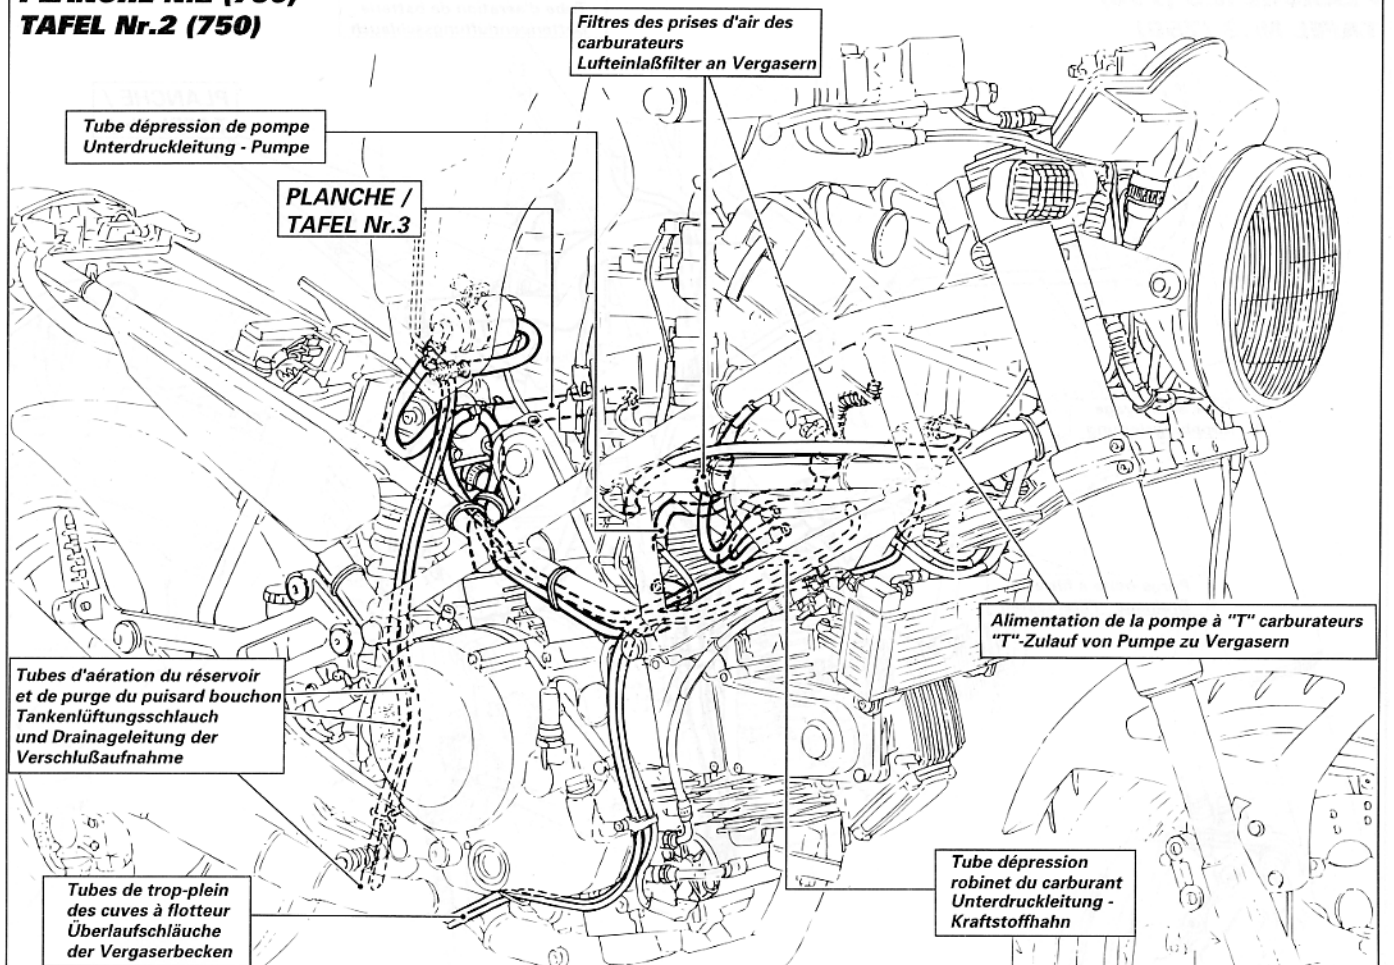 TAFEL Nr.2 (750)
Filtres des prises d'air des
carburateurs
Lufteinlaßfilter an Vergasern
Tube dépression de pompe
Unterdruckleitung - Pumpe
PLANCHE /
TAFEL Nr.3
Alimentation de la pompe à "T" carburateurs
"T"-Zulauf von Pumpe zu Vergasern
Tubes d'aération du réservoir
et de purge du puisard bouchon
Tankenlüftungsschlauch
und Drainageleitung der
Verschlußaufnahme
Tube dépression
robinet du carburant
Unterdruckleitung -
Kraftstoffhahn
Tubes de trop-plein
des cuves à flotteur
Überlaufschläuche
der Vergaserbecken